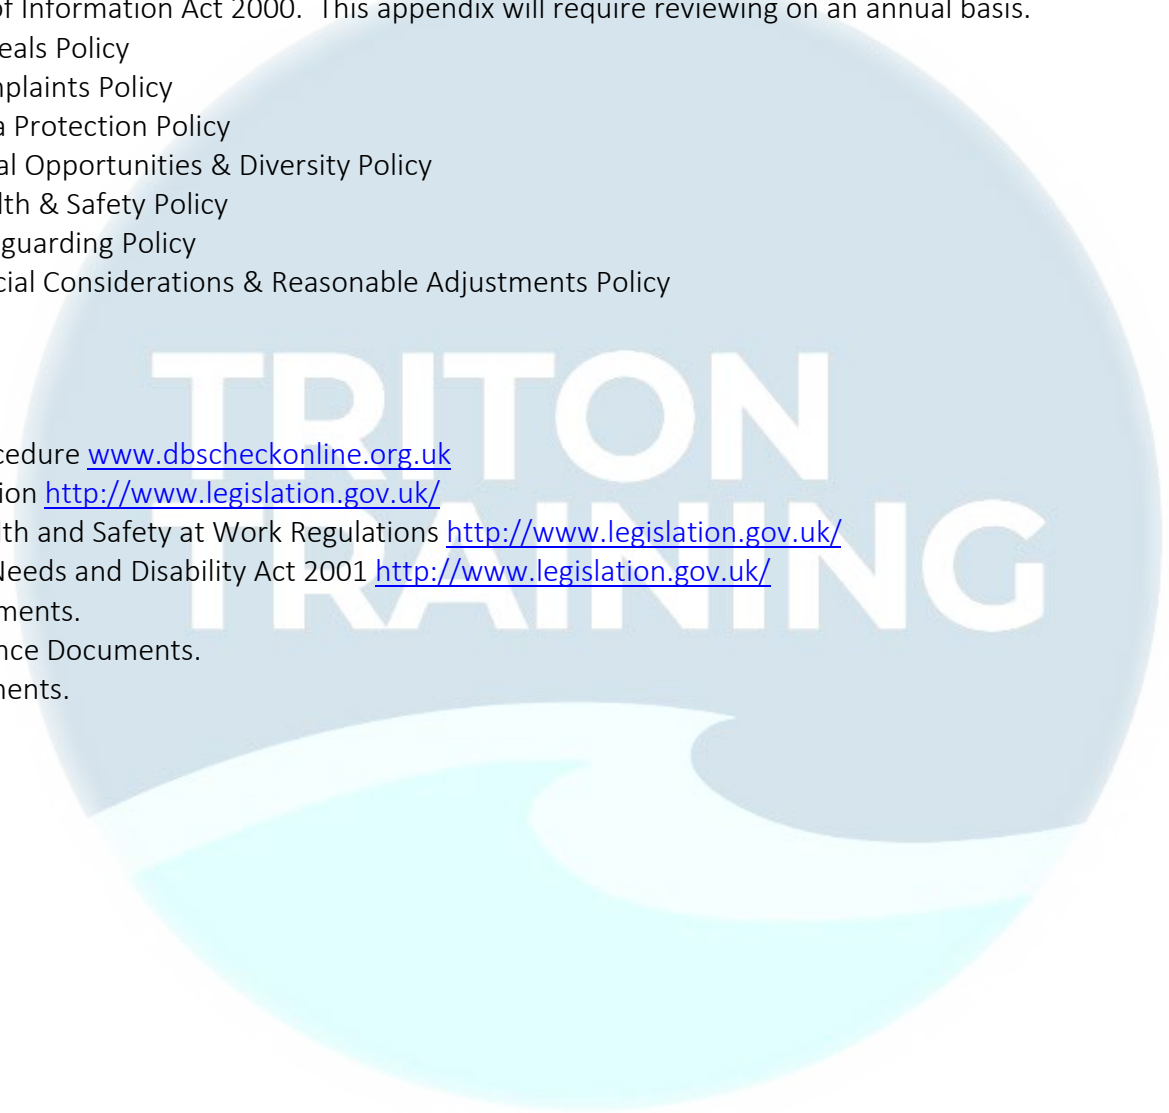 of Information Act 2000.  This appendix will require reviewing on an annual basis.
eals Policy
plaints Policy
a Protection Policy
al Opportunities & Diversity Policy
lth & Safety Policy
guarding Policy
cial Considerations & Reasonable Adjustments Policy
TRITON
cedure www.dbscheckonline.org.uk
ion http://www.legislation.gov.uk/
lth and Safety at Work Regulations http://www.legislation.gov.uk/
Needs and Disability Act 2001 http://www.legislation.gov.uk/
TRAINING
ments.
nce Documents.
ments.